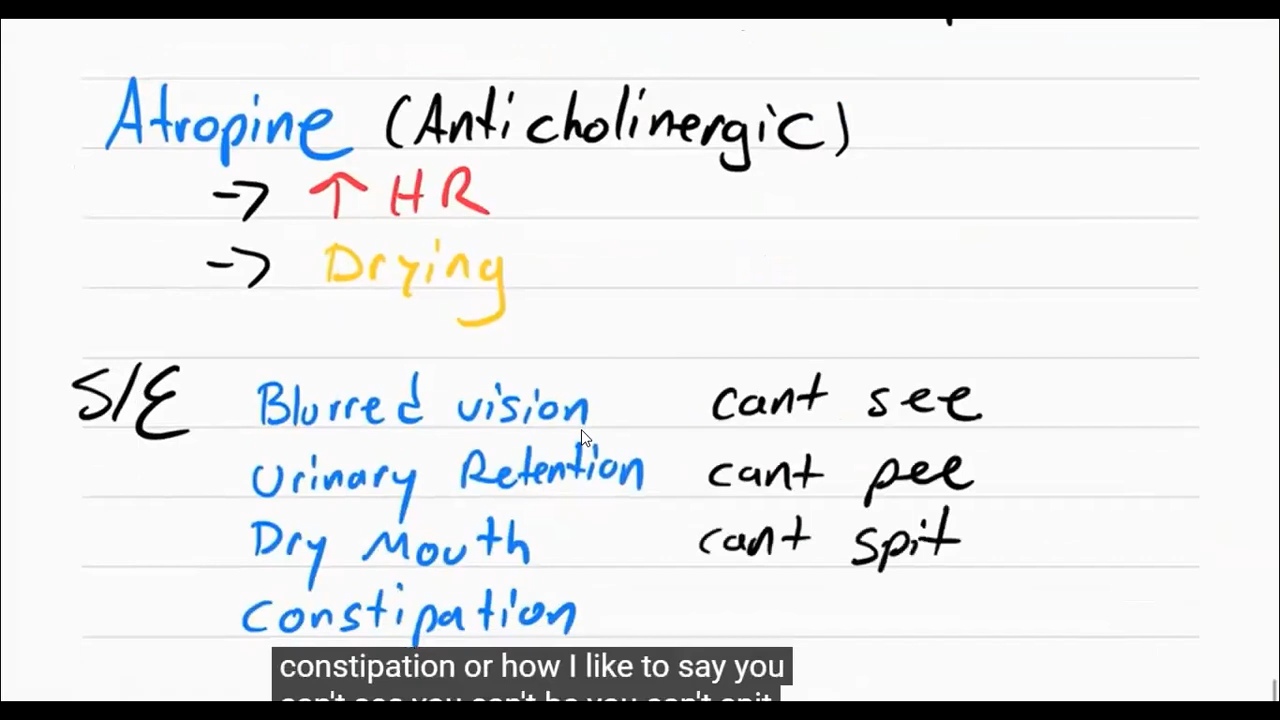 Atropine (Anticholinergic)
→ ↑ HR
→ Drying
S/E Blurred vision cant see
Urinary Retention cant pee
Dry Mouth cant spit
Constipation
constipation or how I like to say you